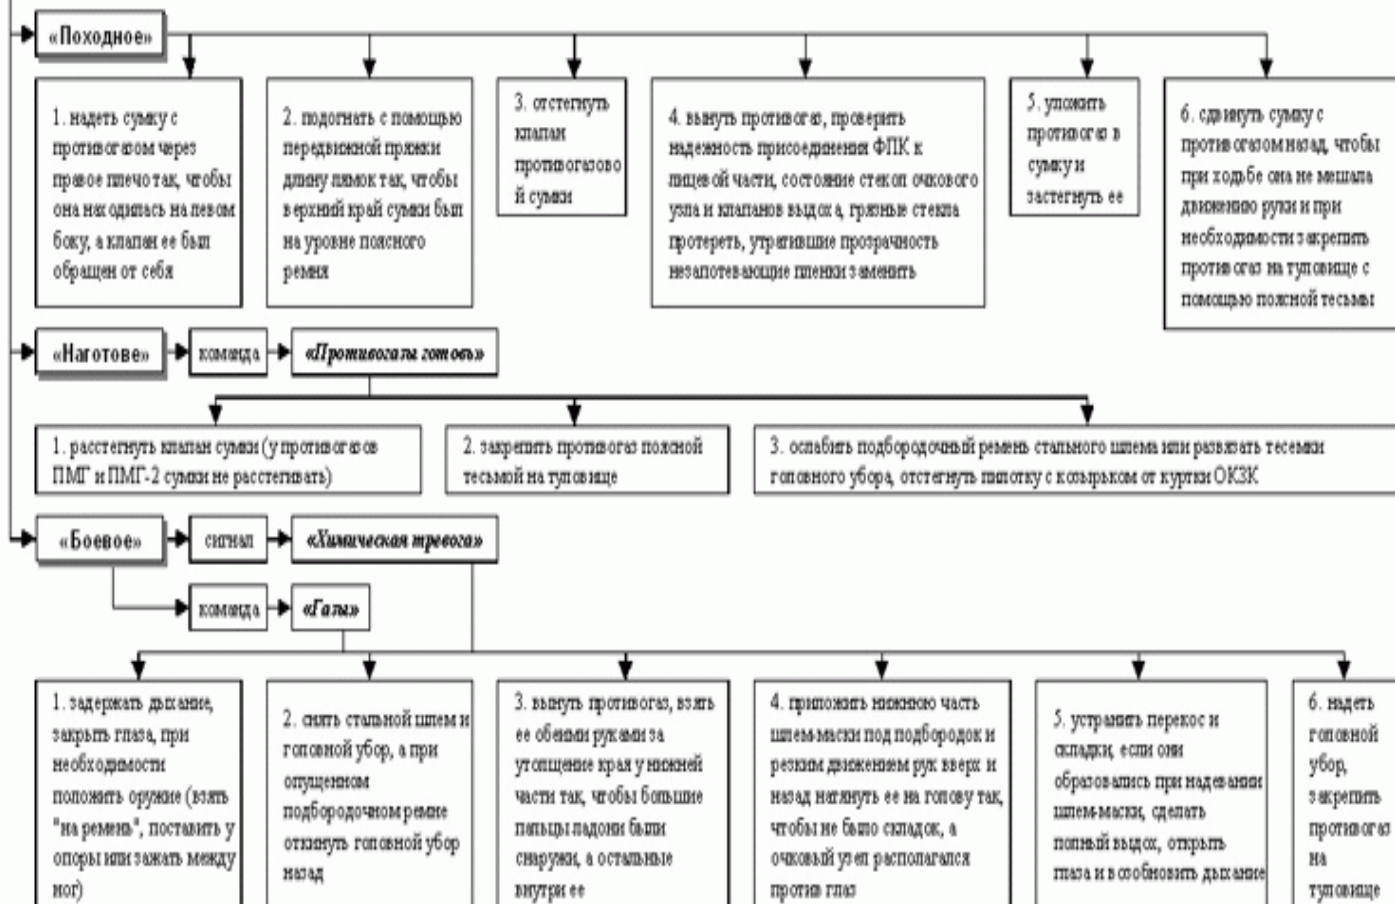 «Походное»
1. надеть сумку с
противогазом через
правое плечо так, чтобы
она находилась на левом
боку, а клапан ее был
обращен от себя
2. подогнать с помощью
передвижной пряжки
длину лямок так, чтобы
верхний край сумки был
на уровне поясного
ремня
3. отстегнуть
клапан
противогазово
й сумки
4. вынуть противогаз, проверить
надежность присоединения ФПК к
лицевой части, состояние стекол очкового
узла и клапанов выдоха, грязные стекла
протереть, утратившие прозрачность
незапотевающие пленки заменить
5. уложить
противогаз в
сумку и
застегнуть ее
6. сдвинуть сумку с
противогазом назад, чтобы
при ходьбе она не мешала
движению руки и при
необходимости закрепить
противогаз на туловище с
помощью поясной тесьмы
«Наготове»
команда
«Противогазы готовь»
1. расстегнуть клапан сумки (у противогазов
ПМГ и ПМГ-2 сумки не расстегивать)
2. закрепить противогаз поясной
тесьмой на туловище
3. ослабить подбородочный ремень стального шлема или развязать тесемки
головного убора, отстегнуть пилотку с козырьком от куртки ОКЗК
«Боевое»
сигнал
«Химическая тревога»
команда
«Газы»
1. задержать дыхание,
закрыть глаза, при
необходимости
положить оружие (взять
"на ремень", поставить у
опоры или зажать между
ног)
2. снять стальной шлем и
головной убор, а при
опущенном
подбородочном ремне
откинуть головной убор
назад
3. вынуть противогаз, взять
ее обеими руками за
утолщение края у нижней
части так, чтобы большие
пальцы ладони были
снаружи, а остальные
внутри ее
4. приложить нижнюю часть
шлем-маски под подбородок и
резким движением рук вверх и
назад натянуть ее на голову так,
чтобы не было складок, а
очковый узел располагался
против глаз
5. устранить перекос и
складки, если они
образовались при надевании
шлем-маски, сделать
полный выдох, открыть
глаза и возобновить дыхание
6. надеть
головной
убор,
закрепить
противогаз
на
туловище